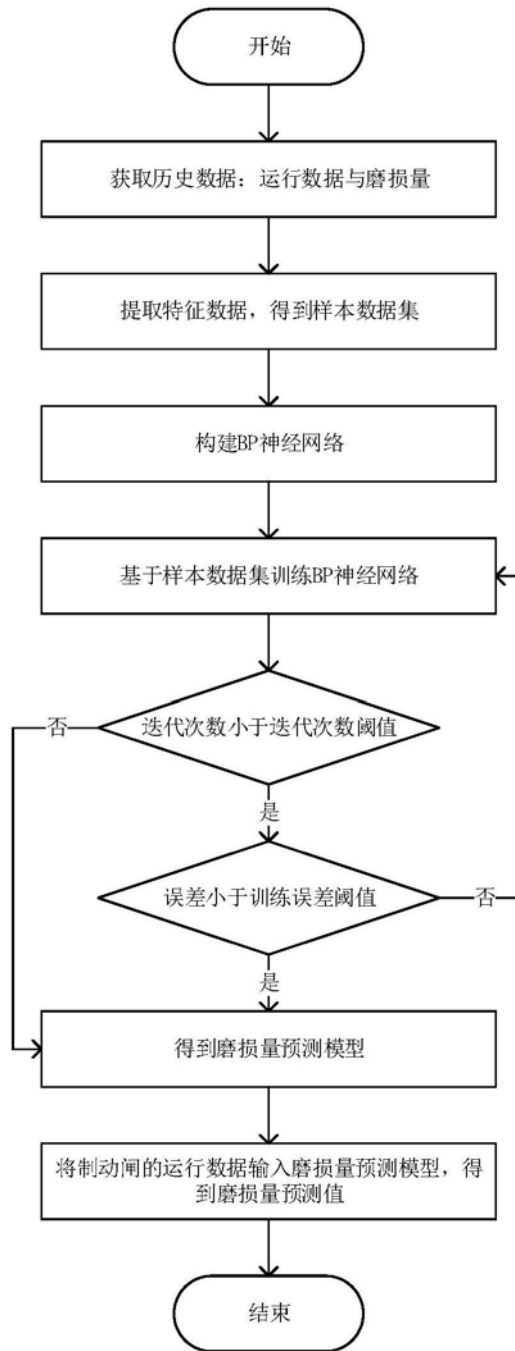 开始
获取历史数据：运行数据与磨损量
提取特征数据，得到样本数据集
构建BP神经网络
基于样本数据集训练BP神经网络
迭代次数小于迭代次数阈值
否
是
误差小于训练误差阈值
否
是
得到磨损量预测模型
将制动闸的运行数据输入磨损量预测模型，得
到磨损量预测值
结束